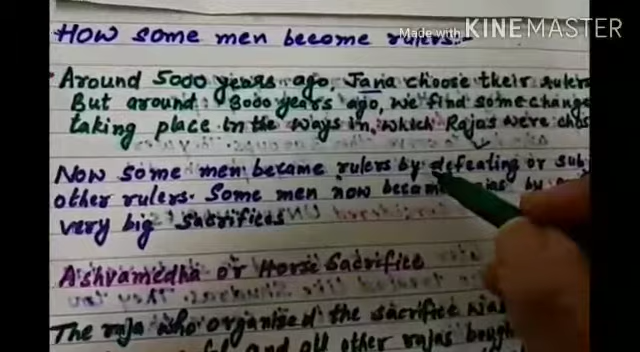 Made with KINEMASTER
How some men become rulers:-
Around 5000 years ago, Jana choose their rulers
But around 3000 years ago, we find some change
taking place in the ways in which Rajas were
Now some men became rulers by defeating or
other rulers. Some men now became by
very big sacrifices
Ashvamedha or Horse Sacrifice
The raja who organised the sacrifice was
and all other rajas